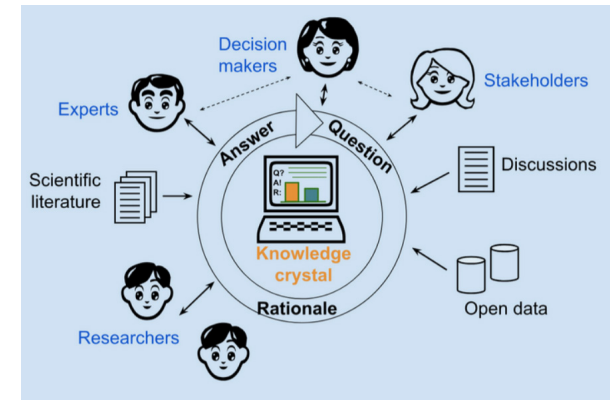 Decision
makers
Stakeholders
Experts
Answer
Question
Discussions
Scientific
literature
Q?
A!
R:
Knowledge
crystal
Open data
Rationale
Researchers